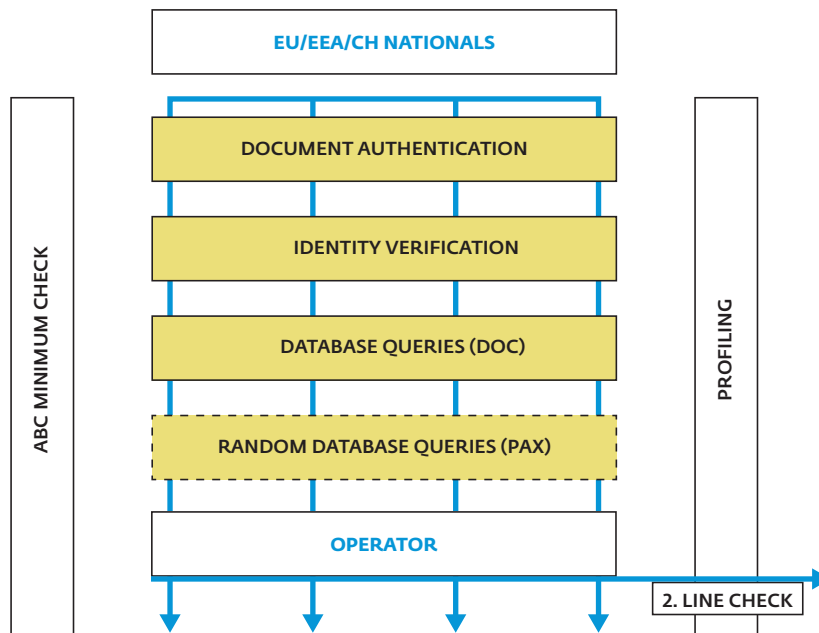 EU/EEA/CH NATIONALS
ABC MINIMUM CHECK
DOCUMENT AUTHENTICATION
IDENTITY VERIFICATION
DATABASE QUERIES (DOC)
RANDOM DATABASE QUERIES (PAX)
OPERATOR
PROFILING
2. LINE CHECK